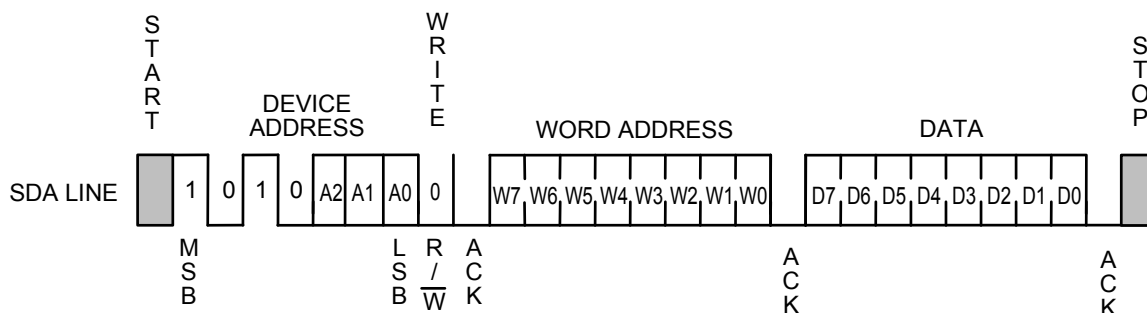 START
WRITE
STOP
DEVICE
ADDRESS
WORD ADDRESS
DATA
SDA LINE
1 0 1 0 A2 A1 A0 0 W7 W6 W5 W4 W3 W2 W1 W0 D7 D6 D5 D4 D3 D2 D1 D0
MSB
LSB
R/W
ACK
ACK
ACK